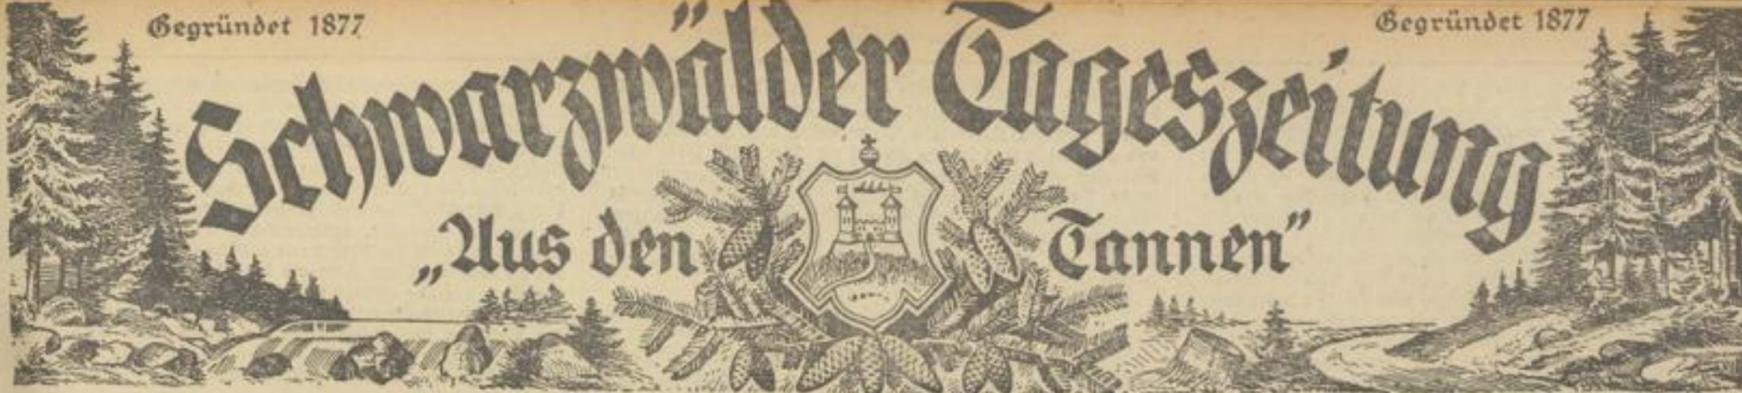 Gegründet 1877
Gegründet 1877
Schwarzwälder Tageszeitung
„Aus den Tannen”